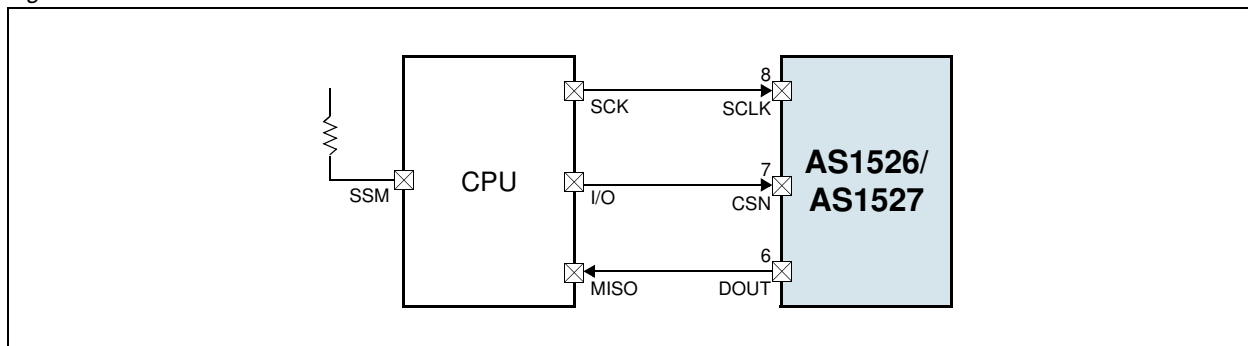 8
SCK
SCLK
AS1526/
AS1527
CPU
7
SSM
I/O
CSN
6
MISO
DOUT